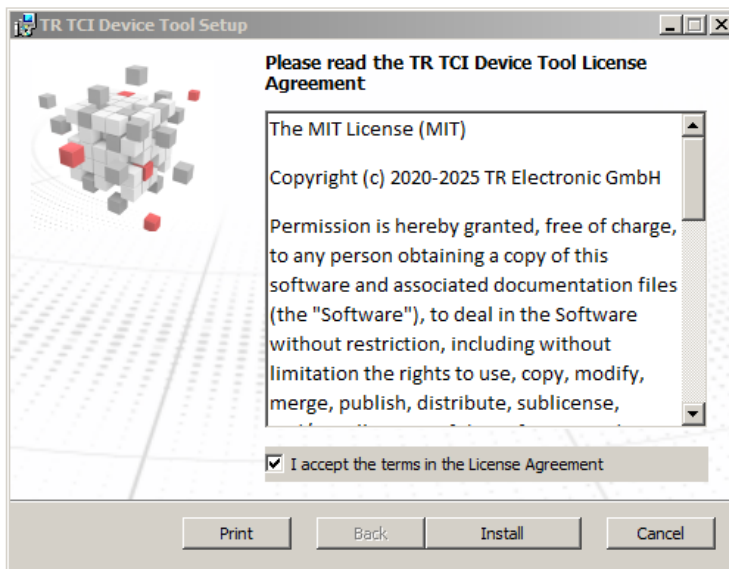 TR TCI Device Tool Setup
Please read the TR TCI Device Tool License
Agreement
The MIT License (MIT)
Copyright (c) 2020-2025 TR Electronic GmbH
Permission is hereby granted, free of charge,
to any person obtaining a copy of this
software and associated documentation files
(the "Software"), to deal in the Software
without restriction, including without
limitation the rights to use, copy, modify,
merge, publish, distribute, sublicense,
I accept the terms in the License Agreement
Print
Back
Install
Cancel